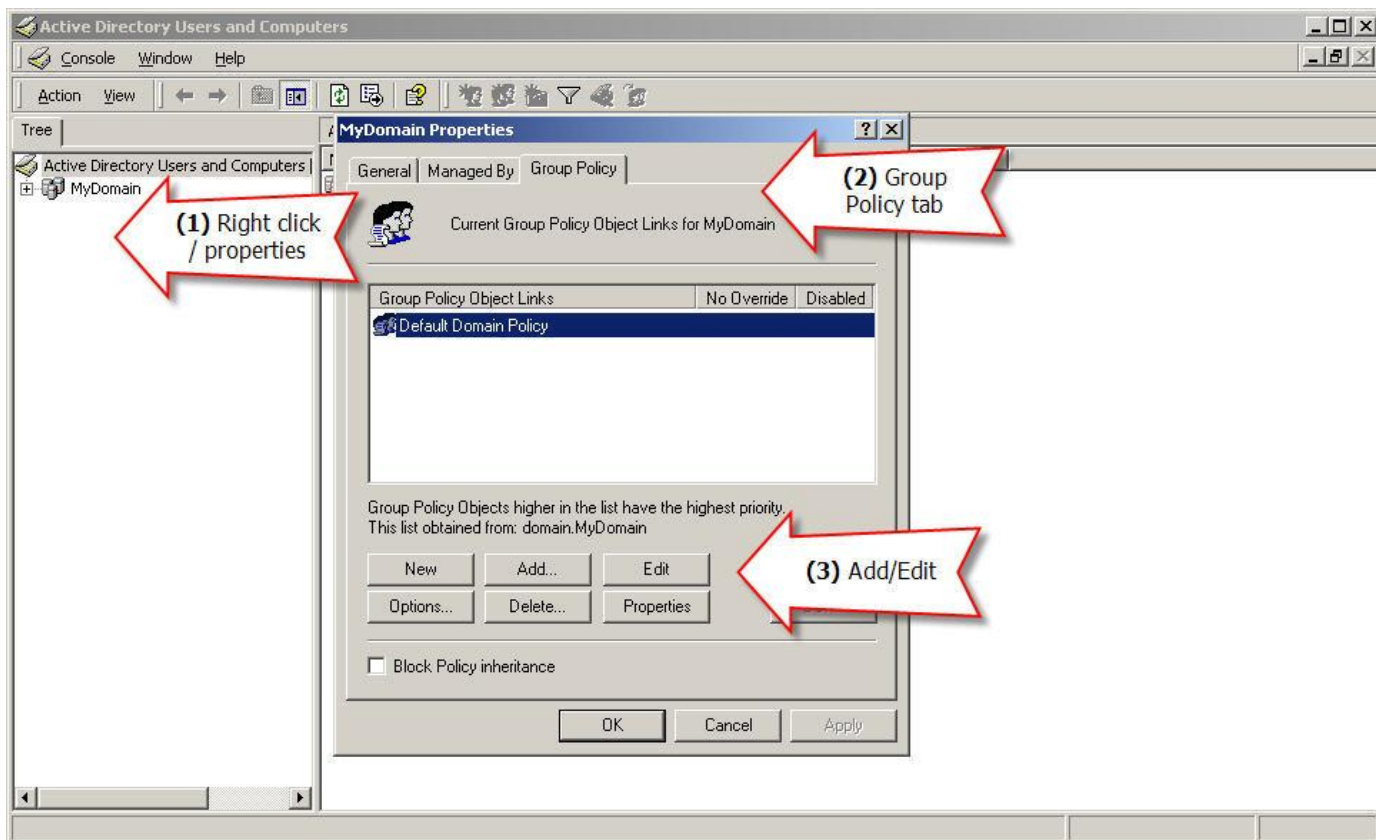 Active Directory Users and Computers
Console Window Help
Action View
Tree
Active Directory Users and Computers
MyDomain
(1) Right click
/ properties
MyDomain Properties
General Managed By Group Policy
(2) Group
Policy tab
Current Group Policy Object Links for MyDomain
Group Policy Object Links No Override Disabled
Default Domain Policy
Group Policy Objects higher in the list have the highest priority.
This list obtained from: domain.MyDomain
New Add... Edit
(3) Add/Edit
Options... Delete... Properties
Block Policy inheritance
OK Cancel Apply